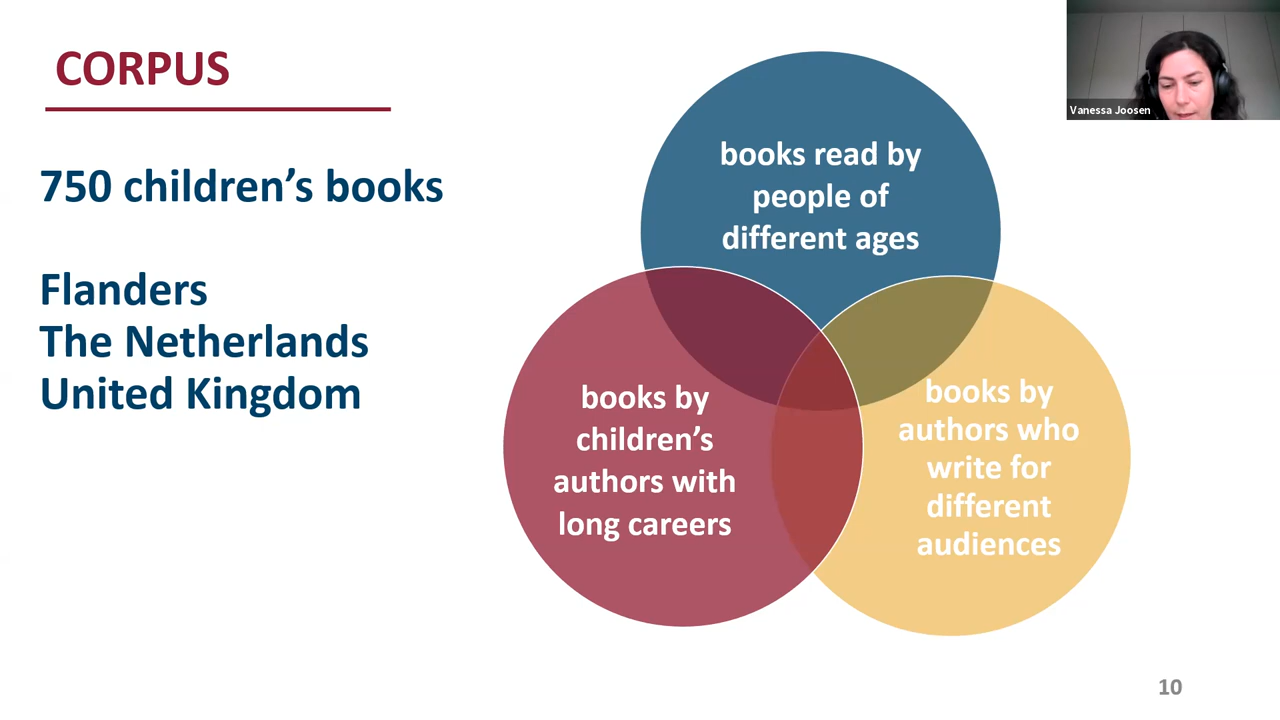 CORPUS
Vanessa Joosen
750 children’s books
Flanders
The Netherlands
United Kingdom
books read by
people of
different ages
books by
children’s
authors with
long careers
books by
authors who
write for
different
audiences
10